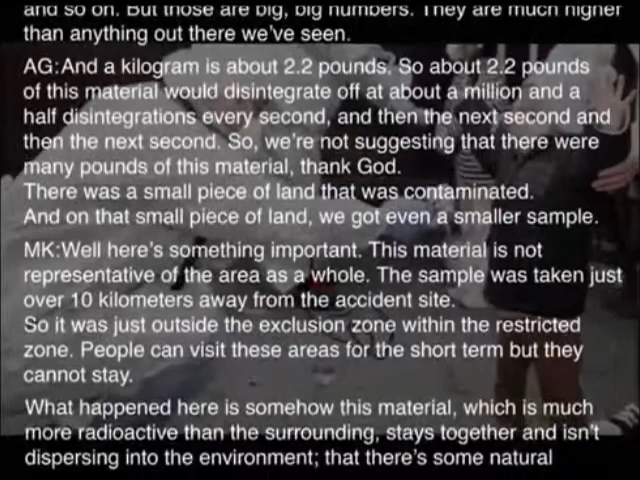 and so on. But those are big, big numbers. They are much higher
than anything out there we've seen.
AG:And a kilogram is about 2.2 pounds. So about 2.2 pounds
of this material would disintegrate off at about a million and a
half disintegrations every second, and then the next second and
then the next second. So, we're not suggesting that there were
many pounds of this material, thank God.
There was a small piece of land that was contaminated.
And on that small piece of land, we got even a smaller sample.
MK:Well here's something important. This material is not
representative of the area as a whole. The sample was taken just
over 10 kilometers away from the accident site.
So it was just outside the exclusion zone within the restricted
zone. People can visit these areas for the short term but they
cannot stay.
What happened here is somehow this material, which is much
more radioactive than the surrounding, stays together and isn't
dispersing into the environment; that there's some natural